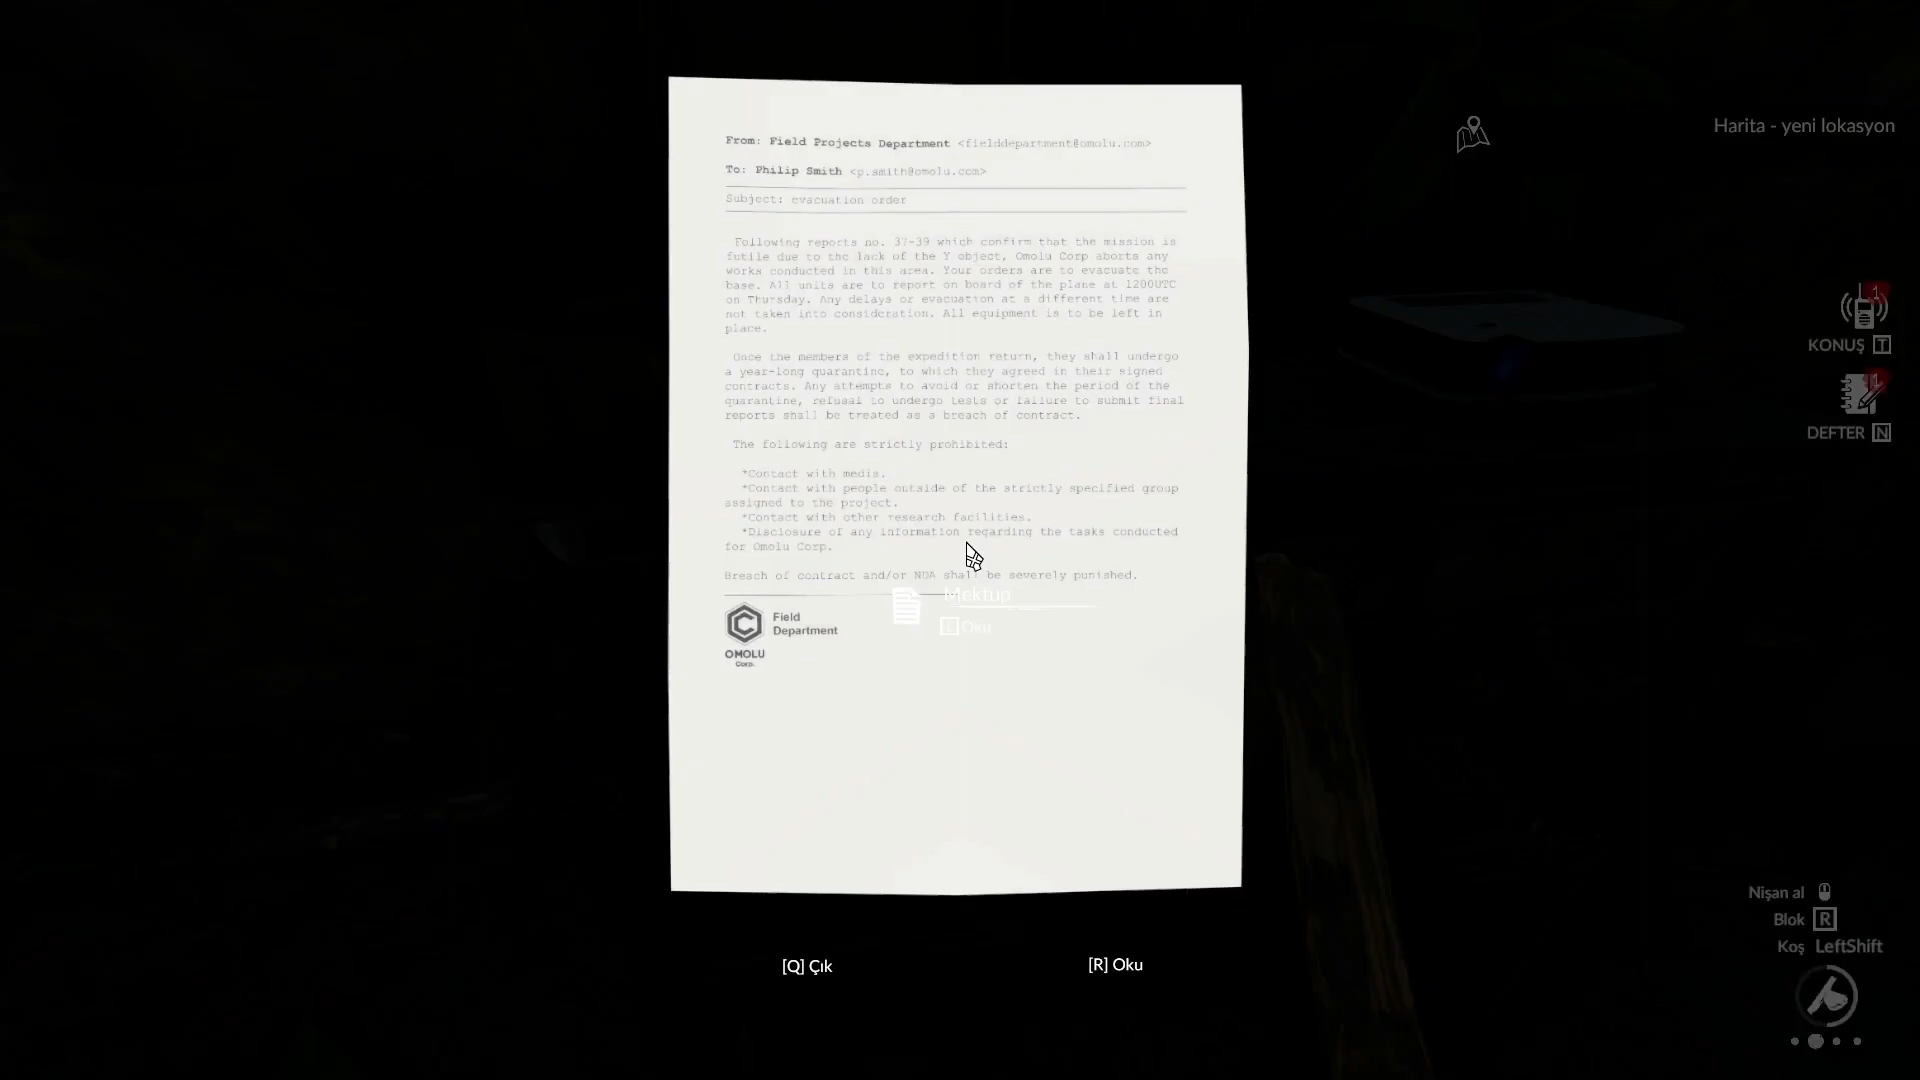 From: Field Projects Department <fielddepartment@omolu.com>
To: Philip Smith <p.smith@omolu.com>
Subject: evacuation order
Following reports no. 37-39 which confirm that the mission is
futile due to the lack of the Y object, Omolu Corp aborts any
works conducted in this area. Your orders are to evacuate the
base. All units are to report on board of the plane at 1200UTC
on Thursday. Any delays or evacuation at a different time are
not taken into consideration. All equipment is to be left in
place.
Once the members of the expedition return, they shall undergo
a year-long quarantine, to which they agreed in their signed
contracts. Any attempts to avoid or shorten the period of the
quarantine, refusal to undergo tests or failure to submit final
reports shall be treated as a breach of contract.
The following are strictly prohibited:
*Contact with media.
*Contact with people outside of the strictly specified group
assigned to the project.
*Contact with other research facilities.
*Disclosure of any information regarding the tasks conducted
for Omolu Corp.
Breach of contract and/or NDA shall be severely punished.
Field
Department
OMOLU
Corp.
Mektup
Oku
[Q] Çık
[R] Oku
Harita - yeni lokasyon
1
KONUŞ T
1
DEFTER N
Nişan al
Blok R
Koş LeftShift